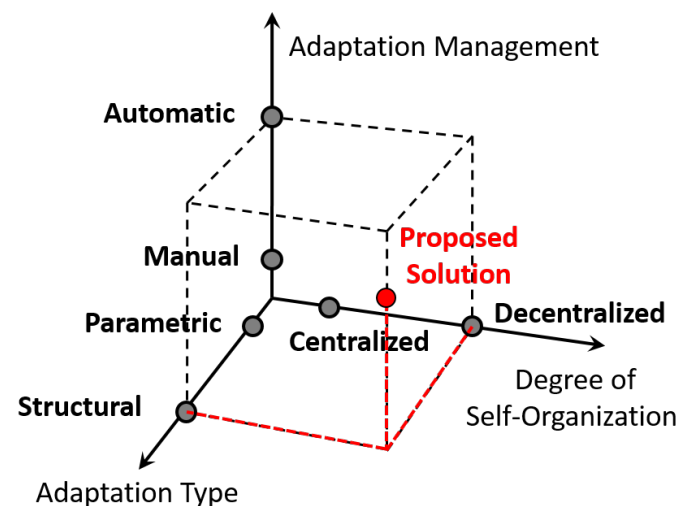 Adaptation Management
Automatic
Proposed
Solution
Manual
Parametric
Centralized
Decentralized
Structural
Degree of
Self-Organization
Adaptation Type